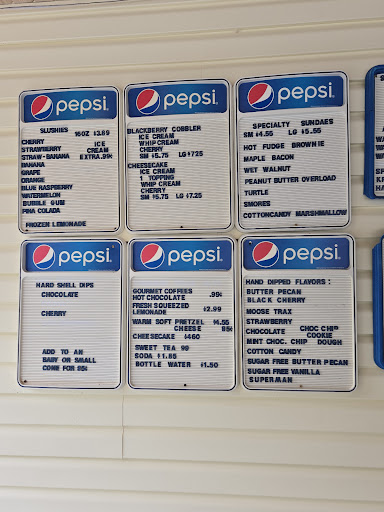 pepsi
SLUSHIES 16OZ $3.89
CHERRY ICE
STRAWBERRY CREAM
STRAW-BANANA EXTRA .99¢
BANANA
GRAPE
ORANGE
BLUE RASPBERRY
WATERMELON
BUBBLE GUM
PINA COLADA
FROZEN LEMONADE
pepsi
BLACKBERRY COBBLER
ICE CREAM
WHIP CREAM
CHERRY
SM $5.75 LG $7.25
CHEESECAKE
ICE CREAM
1 TOPPING
WHIP CREAM
CHERRY
SM $5.75 LG $7.25
pepsi
SPECIALTY SUNDAES
SM $4.55 LG $5.55
HOT FUDGE BROWNIE
MAPLE BACON
WET WALNUT
PEANUT BUTTER OVERLOAD
TURTLE
SMORES
COTTONCANDY MARSHMALLOW
pepsi
HARD SHELL DIPS
CHOCOLATE
CHERRY
ADD TO AN
BABY OR SMALL
CONE FOR 85¢
pepsi
GOURMET COFFEES
HOT CHOCOLATE .99¢
FRESH SQUEEZED
LEMONADE $2.99
WARM SOFT PRETZEL $4.55
CHEESE 85¢
CHEESECAKE $460
SWEET TEA 99
SODA $1.85
BOTTLE WATER $1.50
pepsi
HAND DIPPED FLAVORS :
BUTTER PECAN
BLACK CHERRY
MOOSE TRAX
STRAWBERRY
CHOCOLATE CHOC CHIP
COOKIE
MINT CHOC. CHIP DOUGH
COTTON CANDY
SUGAR FREE BUTTER PECAN
SUGAR FREE VANILLA
SUPERMAN